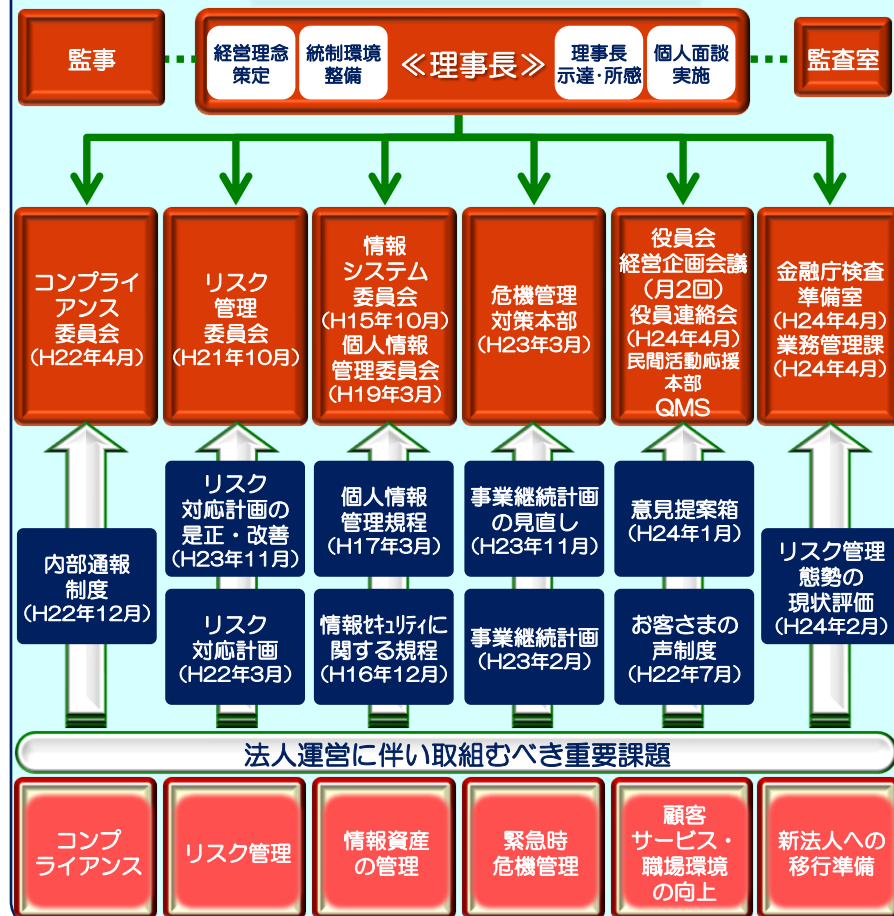 監事
経営理念
策定
統制環境
整備
≪理事長≫
理事長
示達・所感
個人面談
実施
監査室
コンプライ
アンス
委員会
(H22年4月)
リスク
管理
委員会
(H21年10月)
情報
システム
委員会
(H15年10月)
個人情報
管理委員会
(H19年3月)
危機管理
対策本部
(H23年3月)
役員会
経営企画会議
(月2回)
役員連絡会
(H24年4月)
民間活動応援
本部
QMS
金融庁検査
準備室
(H24年4月)
業務管理課
(H24年4月)
内部通報
制度
(H22年12月)
リスク
対応計画の
是正・改善
(H23年11月)
リスク
対応計画
(H22年3月)
個人情報
管理規程
(H17年3月)
情報ｾｷｭﾘﾃｨに
関する規程
(H16年12月)
事業継続計画
の見直し
(H23年11月)
事業継続計画
(H23年2月)
意見提案箱
(H24年1月)
お客さまの
声制度
(H22年7月)
リスク管理
態勢の
現状評価
(H24年2月)
法人運営に伴い取組むべき重要課題
コンプ
ライアンス
リスク管理
情報資産
の管理
緊急時
危機管理
顧客
サービス・
職場環境
の向上
新法人への
移行準備